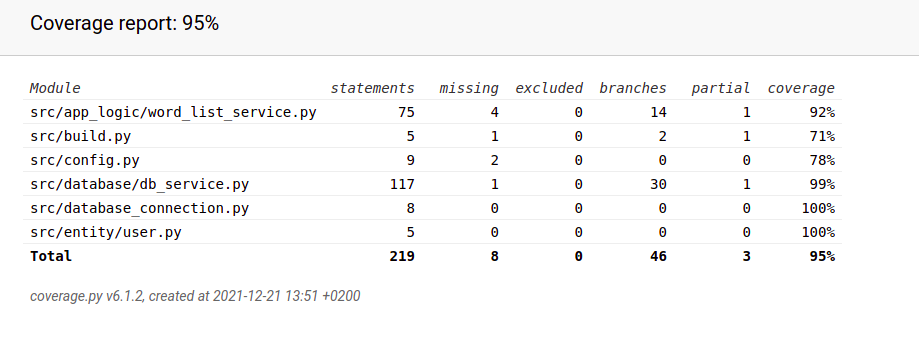 Coverage report: 95%
Module statements missing excluded branches partial coverage
src/app_logic/word_list_service.py 75 4 0 14 1 92%
src/build.py 5 1 0 2 1 71%
src/config.py 9 2 0 0 0 78%
src/database/db_service.py 117 1 0 30 1 99%
src/database_connection.py 8 0 0 0 0 100%
src/entity/user.py 5 0 0 0 0 100%
Total 219 8 0 46 3 95%
coverage.py v6.1.2, created at 2021-12-21 13:51 +0200